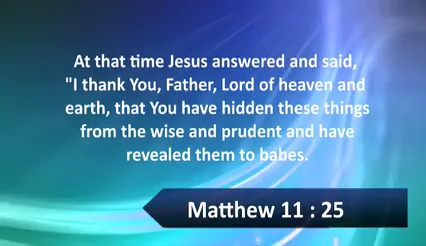 At that time Jesus answered and said,
"I thank You, Father, Lord of heaven and
earth, that You have hidden these things
from the wise and prudent and have
revealed them to babes.
Matthew 11 : 25